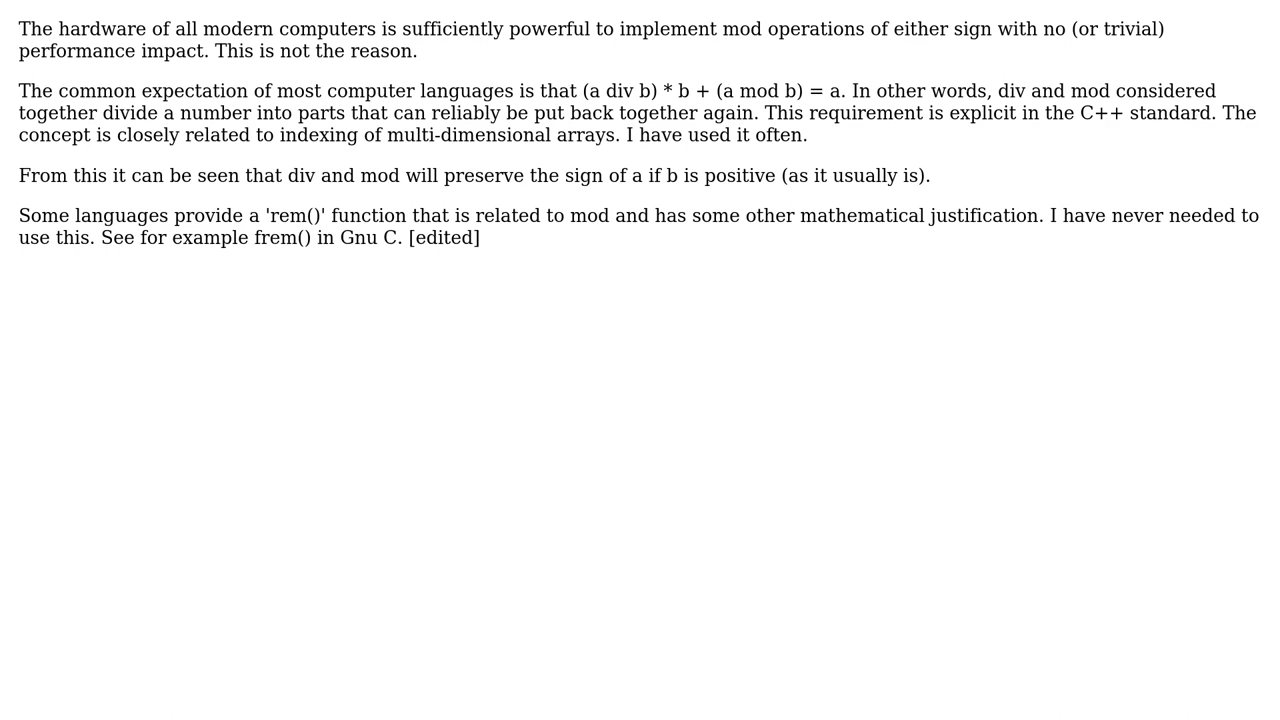 The hardware of all modern computers is sufficiently powerful to implement mod operations of either sign with no (or trivial)
performance impact. This is not the reason.
The common expectation of most computer languages is that (a div b) * b + (a mod b) = a. In other words, div and mod considered
together divide a number into parts that can reliably be put back together again. This requirement is explicit in the C++ standard. The
concept is closely related to indexing of multi-dimensional arrays. I have used it often.
From this it can be seen that div and mod will preserve the sign of a if b is positive (as it usually is).
Some languages provide a 'rem()' function that is related to mod and has some other mathematical justification. I have never needed to
use this. See for example frem() in Gnu C. [edited]